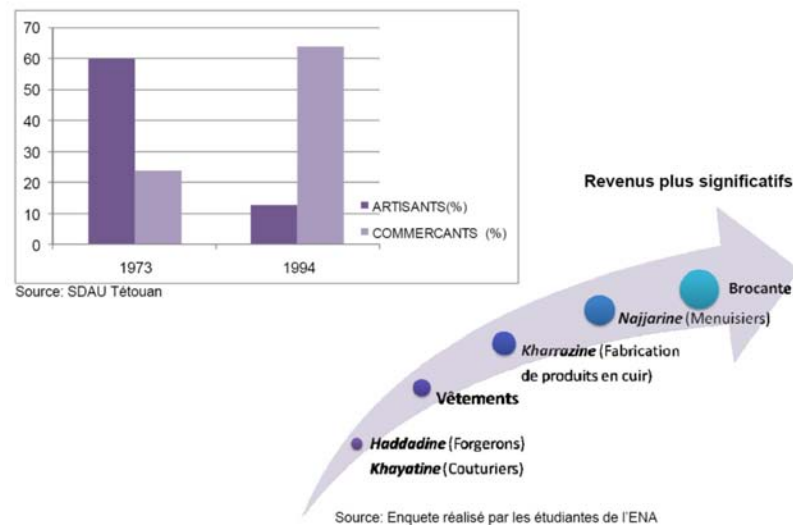 70
60
50
40
30
20
10
0
ARTISANTS(%)
COMMERCANTS (%)
1973
1994
Source: SDAU Tétouan
Revenus plus significatifs
Brocante
Najjarine (Menuisiers)
Kharrazine (Fabrication
de produits en cuir)
Vêtements
Haddadine (Forgerons)
Khayatine (Couturiers)
Source: Enquete réalisé par les étudiantes de l'ENA